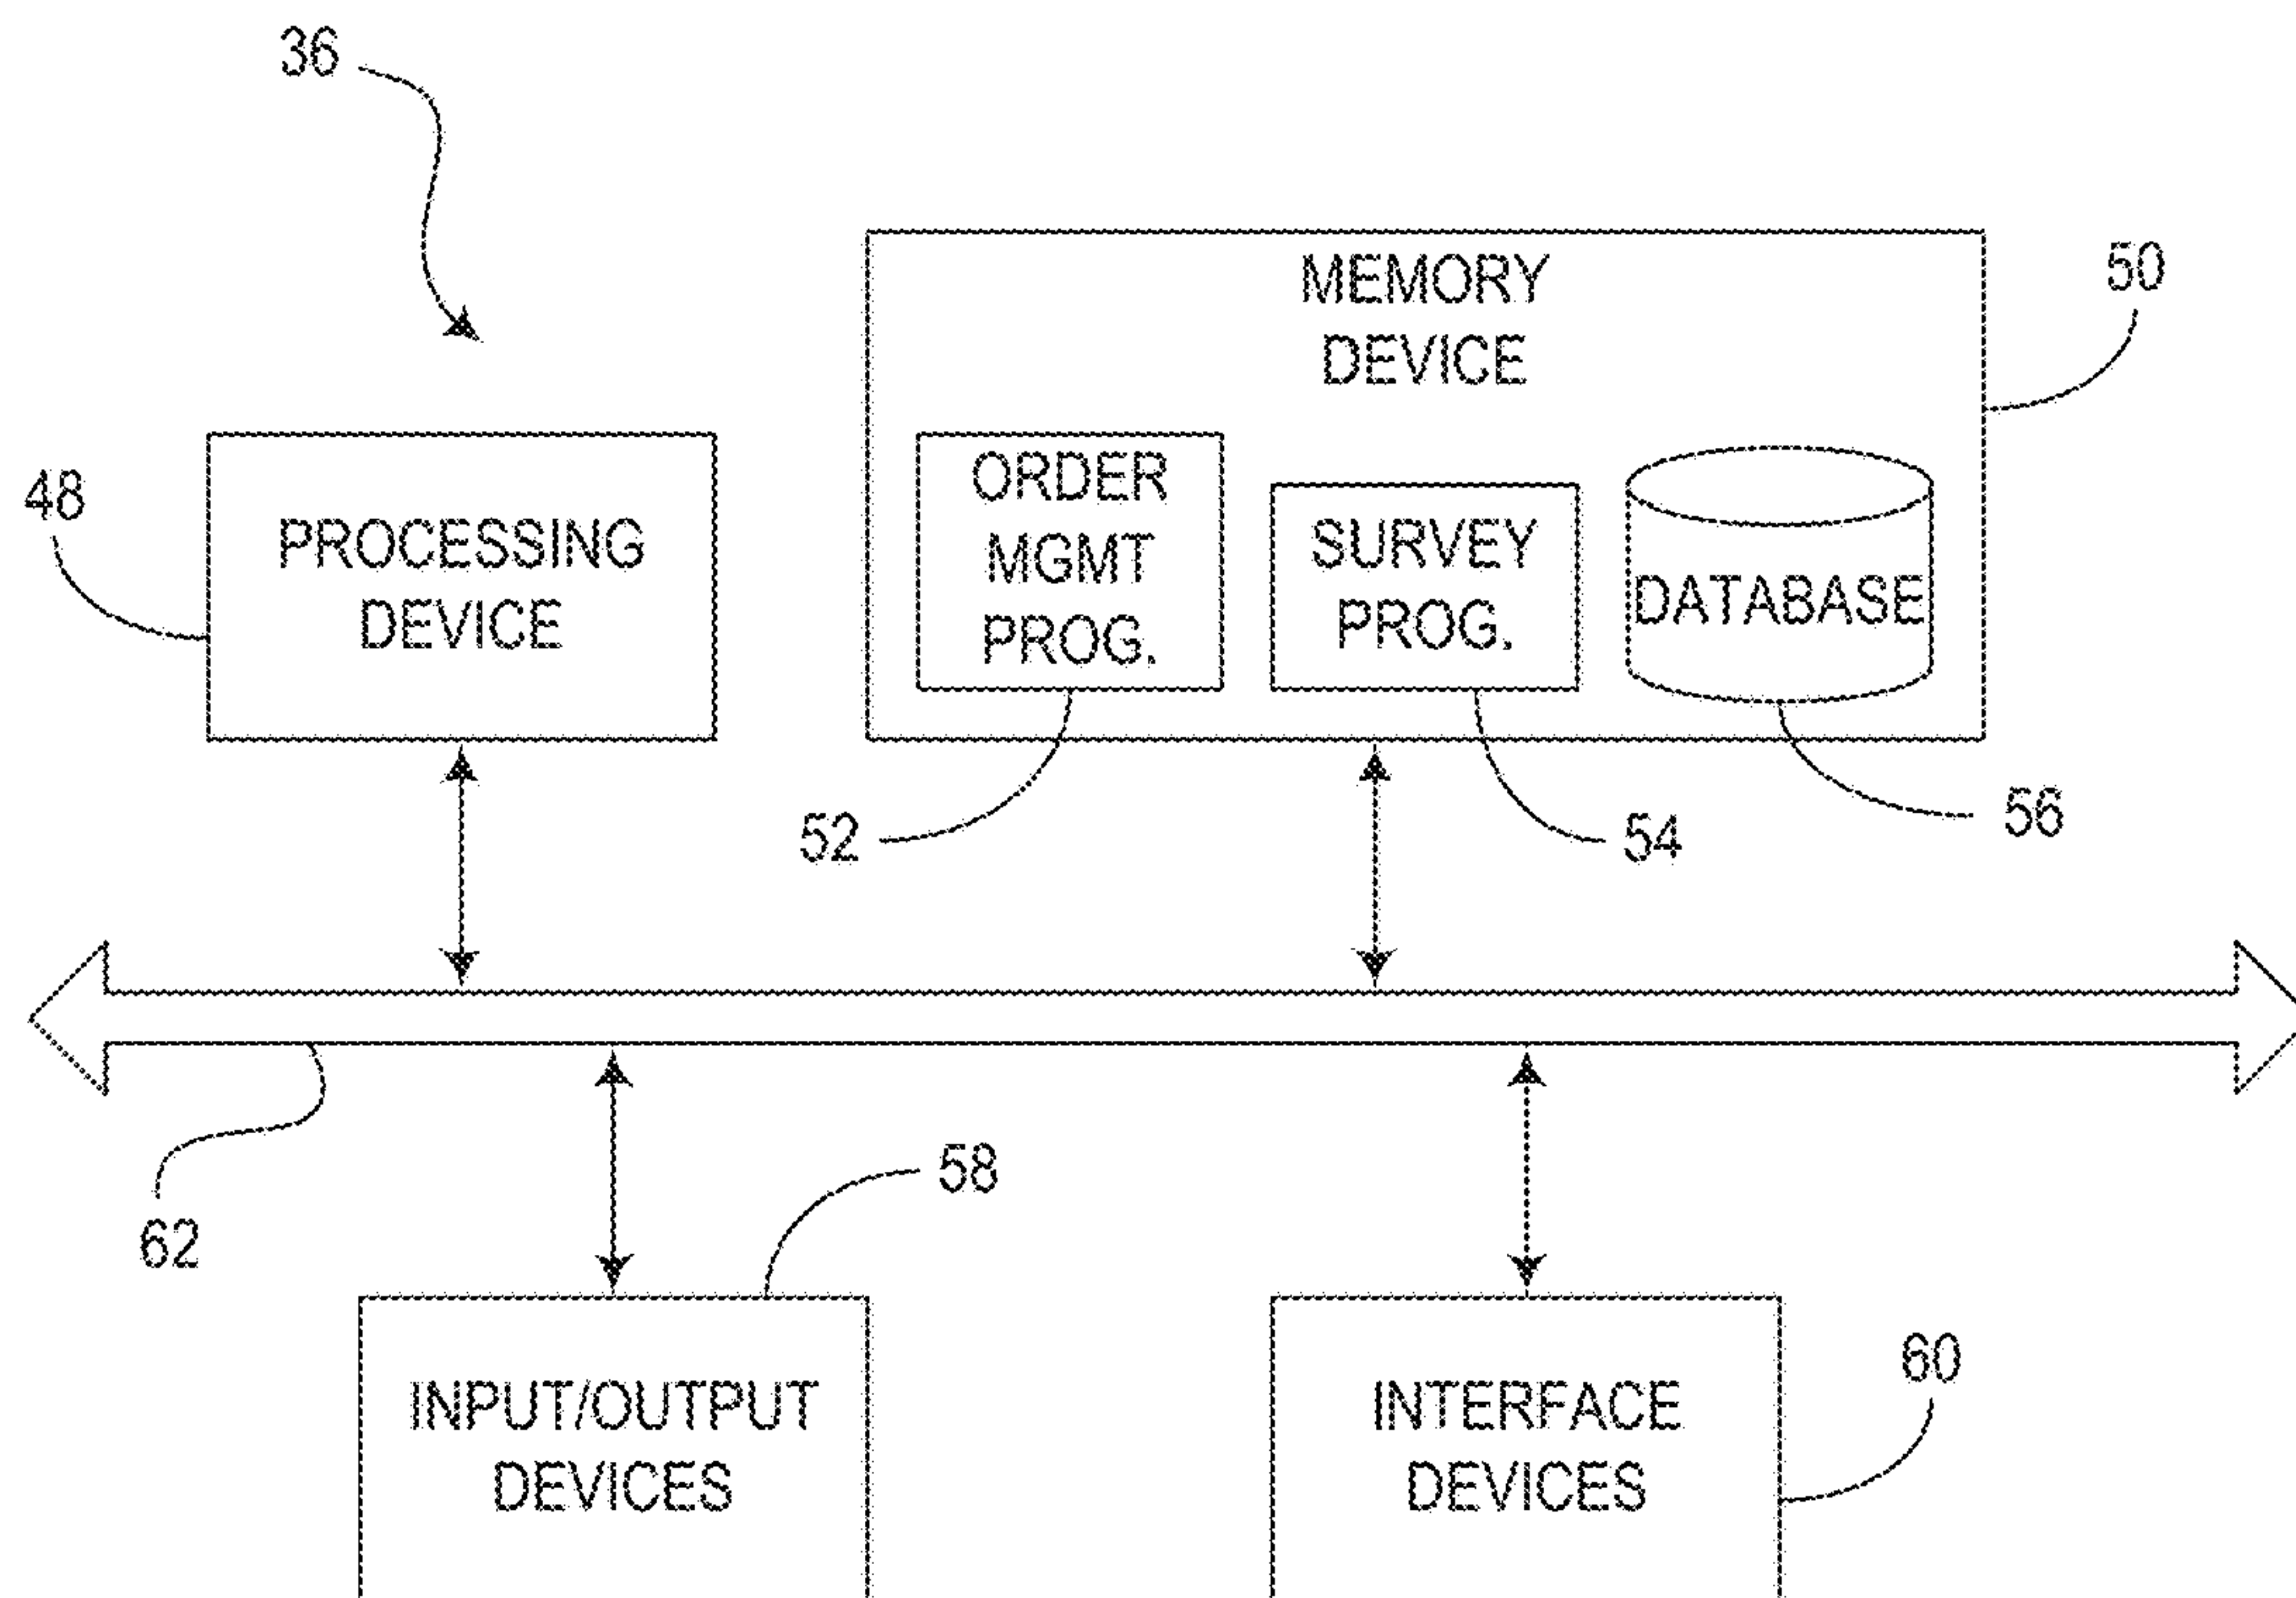 36
MEMORY
DEVICE
50
48
PROCESSING
DEVICE
ORDER
MGMT
PROG.
SURVEY
PROG.
DATABASE
52
54
56
62
58
INPUT/OUTPUT
DEVICES
INTERFACE
DEVICES
60